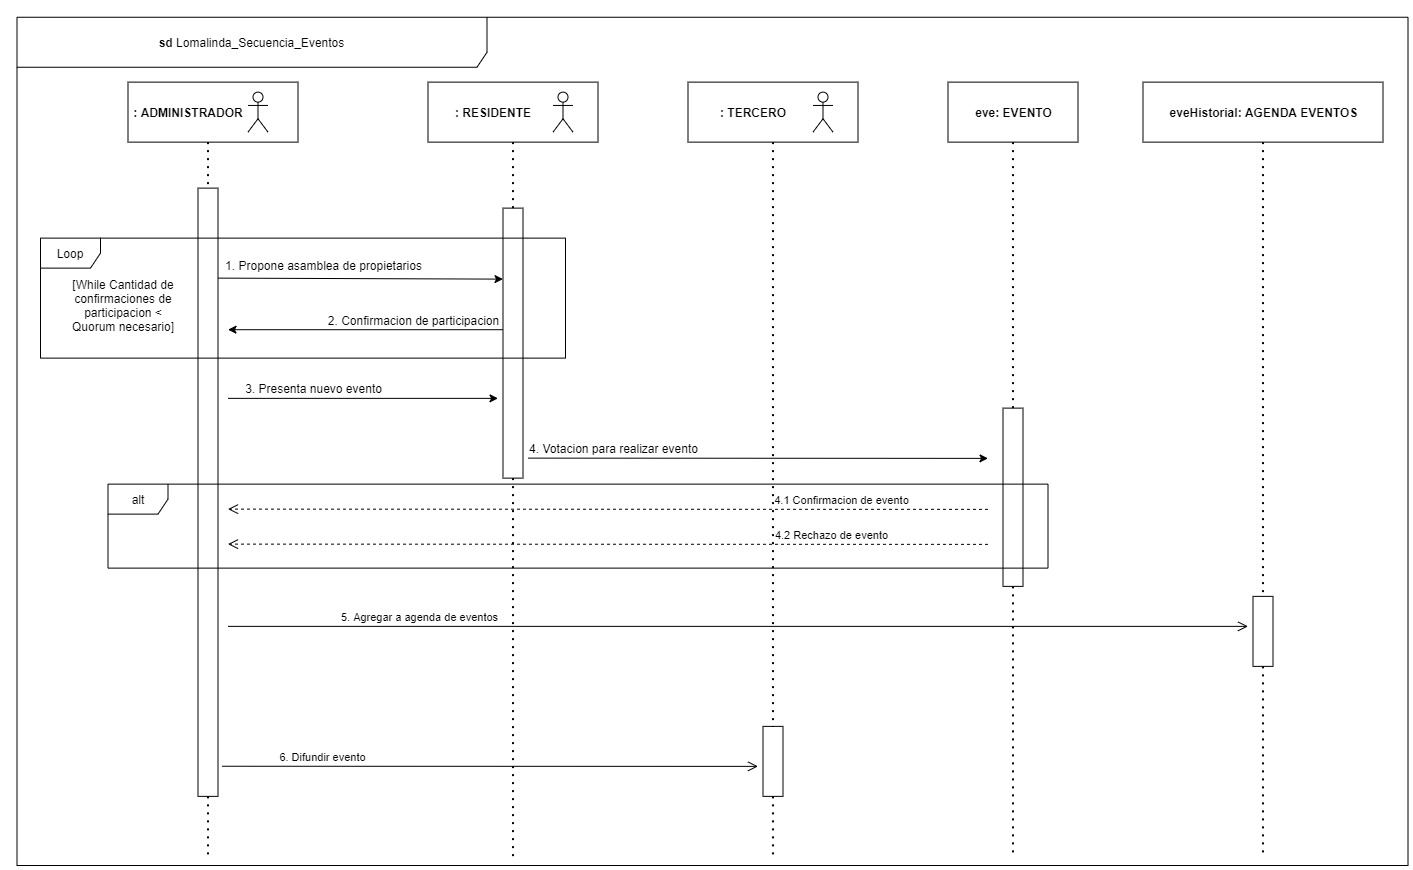 sd Lomalinda_Secuencia_Eventos
: ADMINISTRADOR
: RESIDENTE
: TERCERO
eve: EVENTO
eveHistorial: AGENDA EVENTOS
Loop
[While Cantidad de
confirmaciones de
participacion <
Quorum necesario]
1. Propone asamblea de propietarios
2. Confirmacion de participacion
3. Presenta nuevo evento
4. Votacion para realizar evento
alt
4.1 Confirmacion de evento
4.2 Rechazo de evento
5. Agregar a agenda de eventos
6. Difundir evento